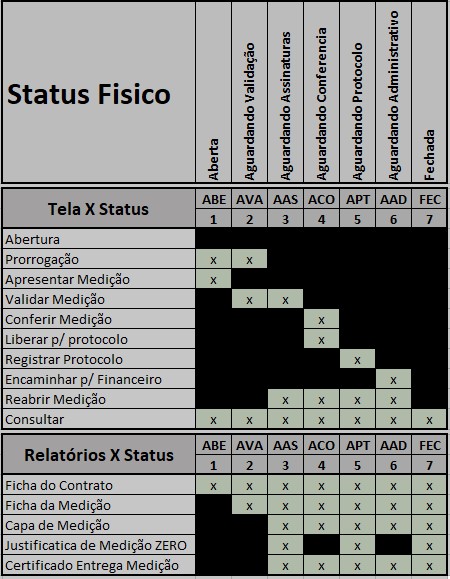 Status Fisico
Aberta
Aguardando Validação
Aguardando Assinaturas
Aguardando Conferencia
Aguardando Protocolo
Aguardando Administrativo
Fechada
Tela X Status ABE AVA AAS ACO APT AAD FEC
1 2 3 4 5 6 7
Abertura
Prorrogação x x
Apresentar Medição x
Validar Medição x x
Conferir Medição x
Liberar p/ protocolo x
Registrar Protocolo x
Encaminhar p/ Financeiro x
Reabrir Medição x x x x
Consultar x x x x x x x
Relatórios X Status ABE AVA AAS ACO APT AAD FEC
1 2 3 4 5 6 7
Ficha do Contrato x x x x x x x
Ficha da Medição x x x x x x
Capa de Medição x x x x x
Justificatica de Medição ZERO x x x
Certificado Entrega Medição x x x x x